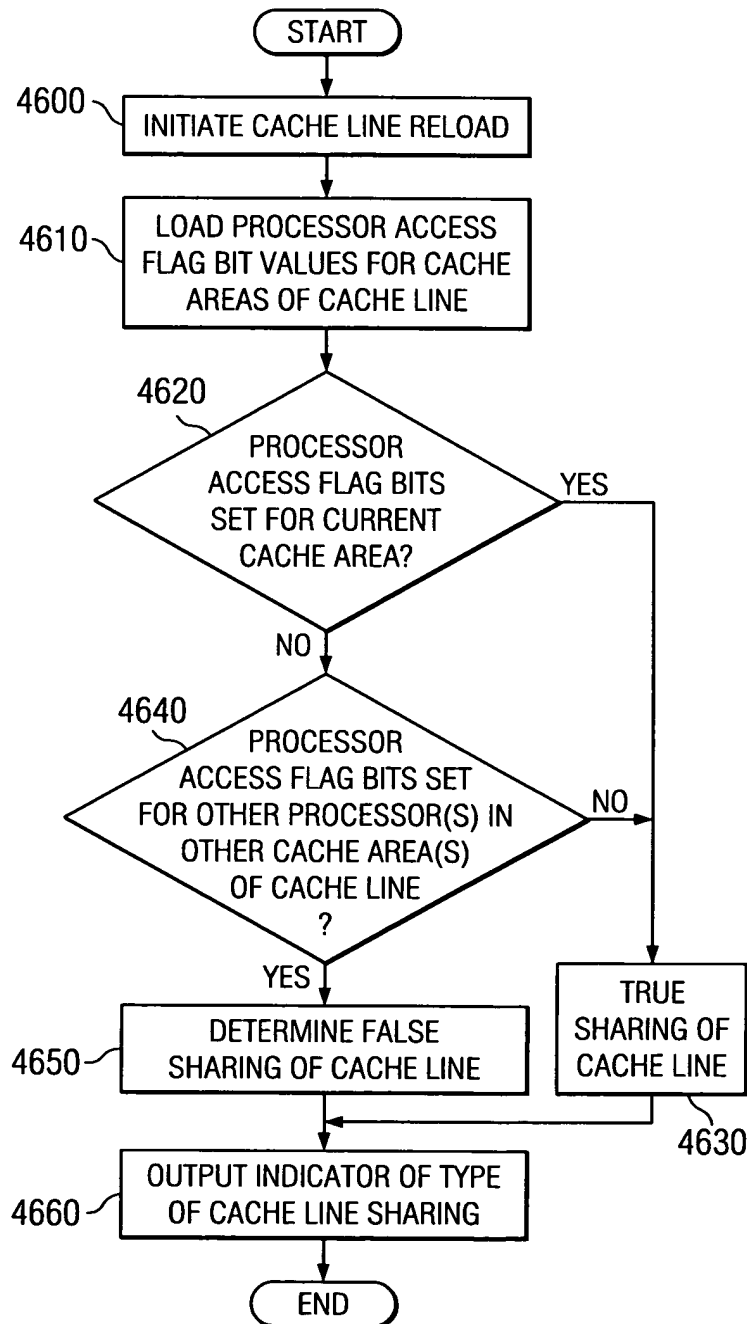 START
4600
INITIATE CACHE LINE RELOAD
4610
LOAD PROCESSOR ACCESS
FLAG BIT VALUES FOR CACHE
AREAS OF CACHE LINE
4620
PROCESSOR
ACCESS FLAG BITS
SET FOR CURRENT
CACHE AREA?
YES
NO
4640
PROCESSOR
ACCESS FLAG BITS SET
FOR OTHER PROCESSOR(S) IN
OTHER CACHE AREA(S)
OF CACHE LINE
?
NO
YES
4650
DETERMINE FALSE
SHARING OF CACHE LINE
TRUE
SHARING OF
CACHE LINE
4630
4660
OUTPUT INDICATOR OF TYPE
OF CACHE LINE SHARING
END